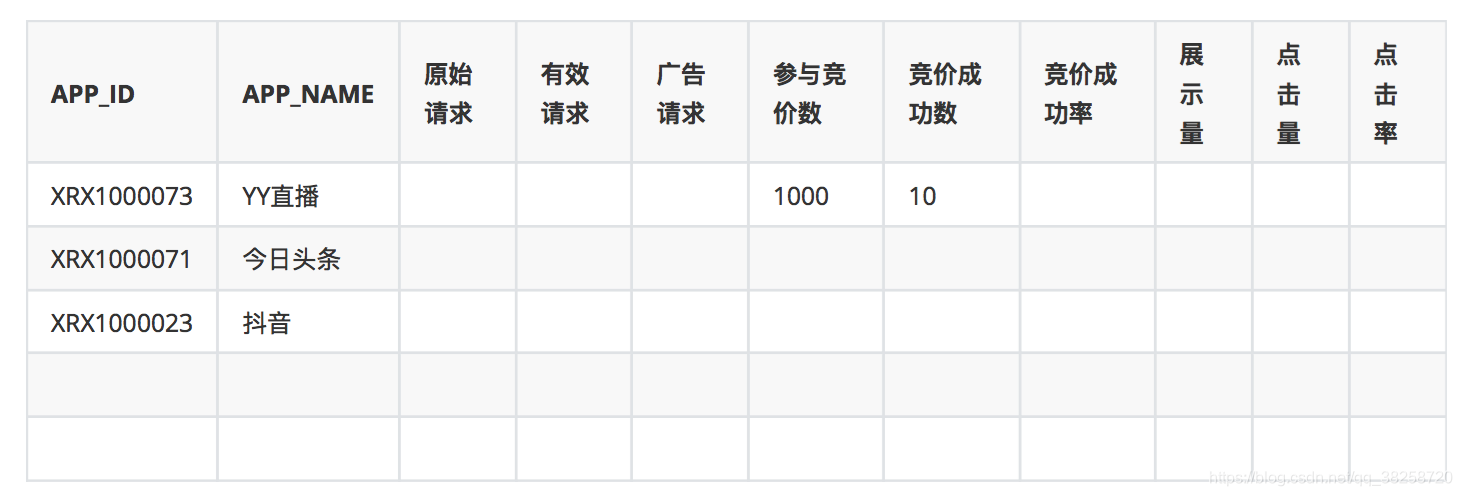 APP_ID APP_NAME 原始请求 有效请求 广告请求 参与竞价数 竞价成功数 竞价成功率 展示量 点击量 点击率
XRX1000073 YY直播 1000 10
XRX1000071 今日头条
XRX1000023 抖音
https://blog.csdn.net/qq_38258720